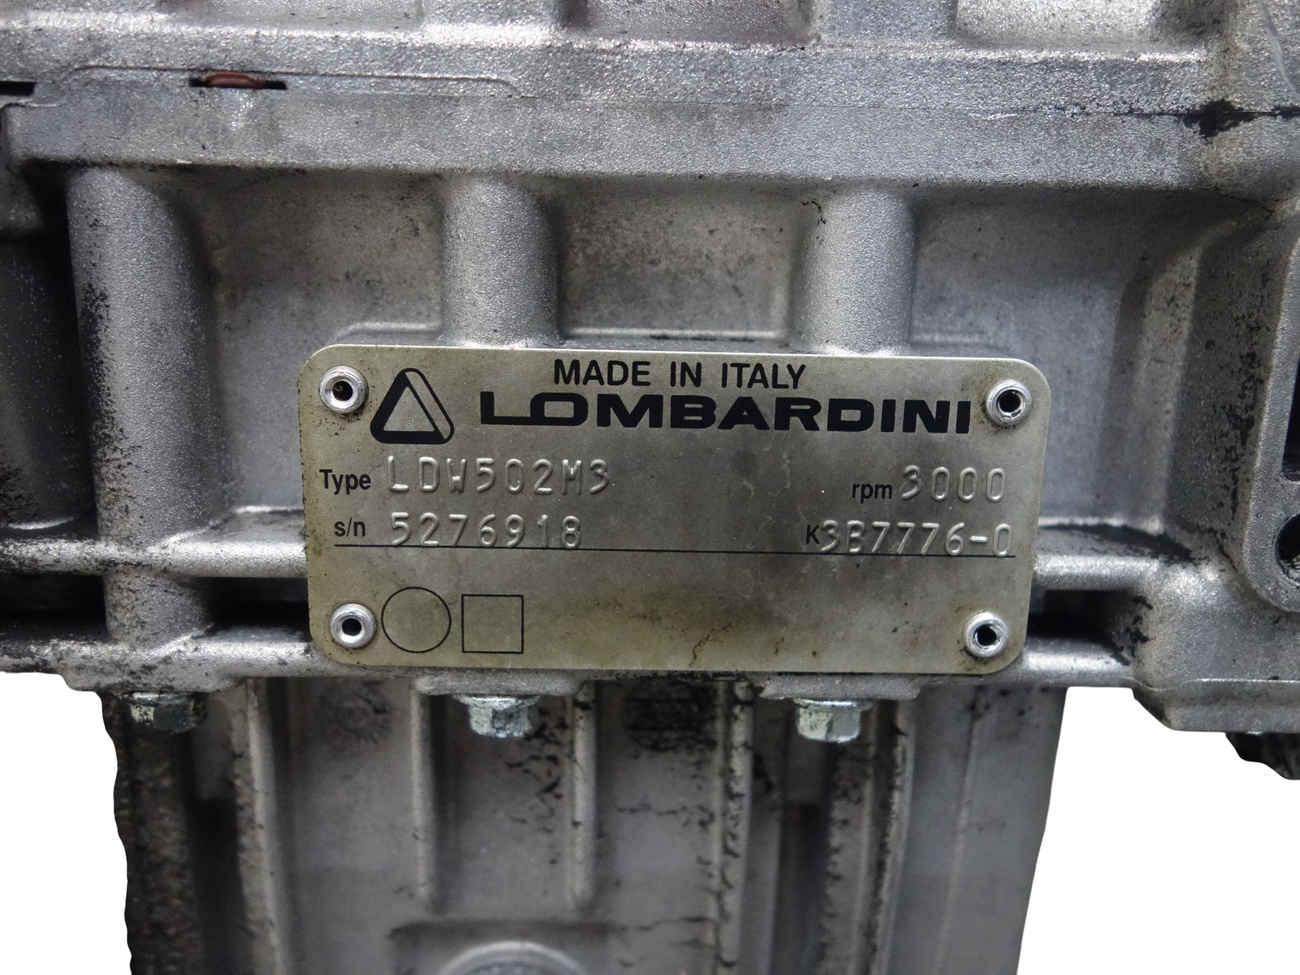 MADE IN ITALY
LOMBARDINI
Type LDW502M3 rpm 3000
s/n 5276918 K3B7776-0